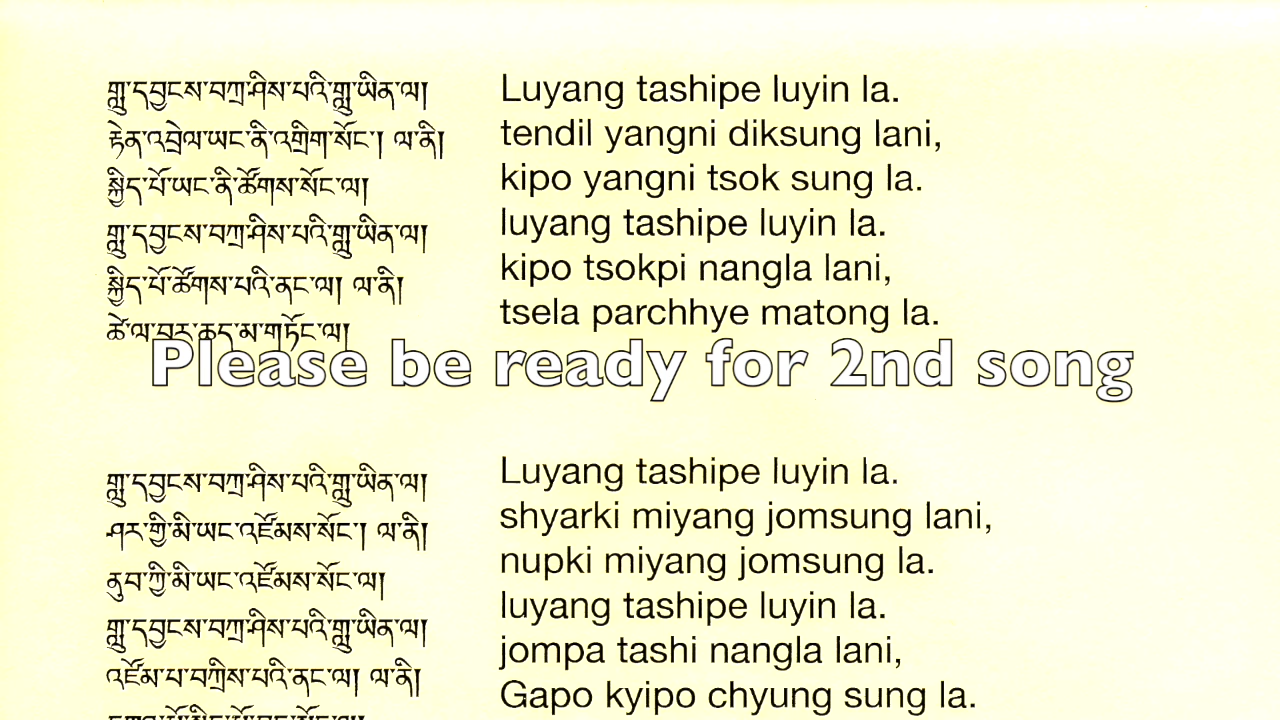 གླུ་དབྱངས་བཀྲ་ཤིས་པའི་གླུ་ཡིན་ལ།
རྟེན་འབྲེལ་ཡང་ནི་འགྲིག་སོང་། ལ་ནི།
སྐྱིད་པོ་ཡང་ནི་ཚོགས་སོང་ལ།
གླུ་དབྱངས་བཀྲ་ཤིས་པའི་གླུ་ཡིན་ལ།
སྐྱིད་པོ་ཚོགས་པའི་ནང་ལ། ལ་ནི།
ཚེ་ལ་བར་ཆད་མ་གཏོང་ལ།
Luyang tashipe luyin la.
tendil yangni diksung lani,
kipo yangni tsok sung la.
luyang tashipe luyin la.
kipo tsokpi nangla lani,
tsela parchhye matong la.
Please be ready for 2nd song
གླུ་དབྱངས་བཀྲ་ཤིས་པའི་གླུ་ཡིན་ལ།
ཤར་གྱི་མི་ཡང་འཛོམས་སོང་། ལ་ནི།
ནུབ་ཀྱི་མི་ཡང་འཛོམས་སོང་ལ།
གླུ་དབྱངས་བཀྲ་ཤིས་པའི་གླུ་ཡིན་ལ།
འཛོམ་པ་བཀྲིས་པའི་ནང་ལ། ལ་ནི།
Luyang tashipe luyin la.
shyarki miyang jomsung lani,
nupki miyang jomsung la.
luyang tashipe luyin la.
jompa tashi nangla lani,
Gapo kyipo chyung sung la.